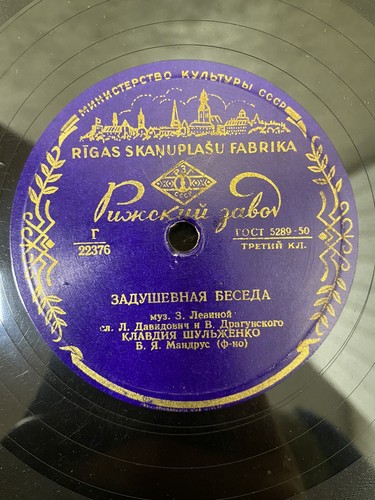 МИНИСТЕРСТВО КУЛЬТУРЫ СССР
RĪGAS SKAŅUPLAŠU FABRIKA
Рижский завод
Г
22376
ГОСТ 5289-50
ТРЕТИЙ КЛ.
ЗАДУШЕВНАЯ БЕСЕДА
муз. З. Левиной
сл. Л. Давидович и В. Драгунского
КЛАВДИЯ ШУЛЬЖЕНКО
Б. Я. Мандрус (ф-но)